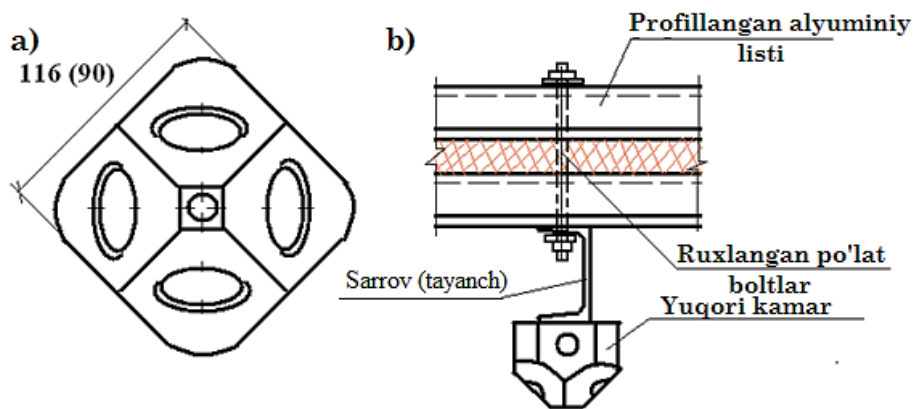 a)
116 (90)
b)
Profillangan alyuminiy
listi
Sarrov (tayanch)
Ruxlangan po'lat
boltlar
Yuqori kamar